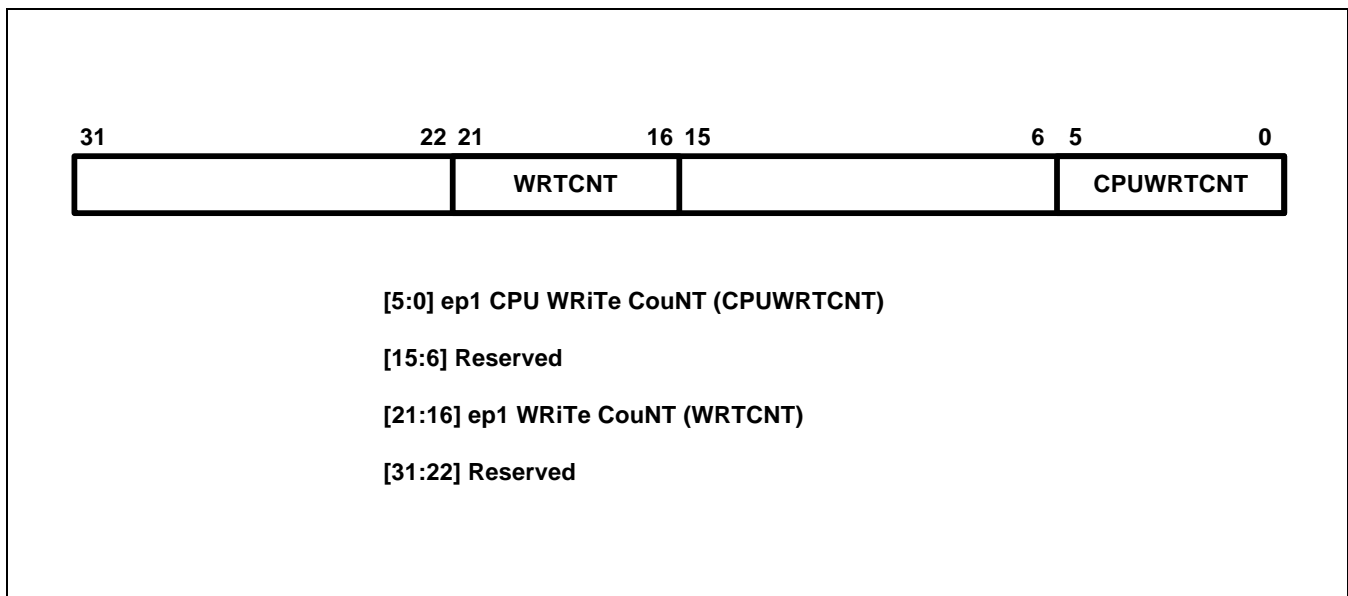 31 22 21 16 15 6 5 0
WRTCNT CPUWRTCNT
[5:0] ep1 CPU WRiTe CouNT (CPUWRTCNT)
[15:6] Reserved
[21:16] ep1 WRiTe CouNT (WRTCNT)
[31:22] Reserved